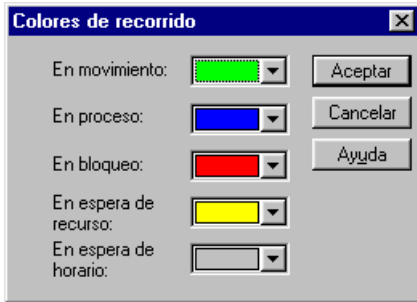 Colores de recorrido
En movimiento:
Aceptar
En proceso:
Cancelar
En bloqueo:
Ayuda
En espera de
recurso:
En espera de
horario: